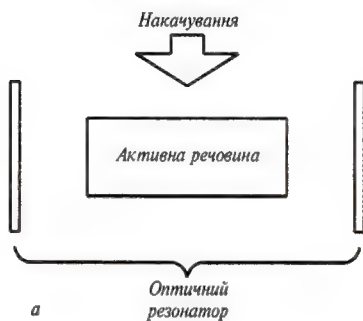 Накачування
Активна речовина
Оптичний
резонатор
а